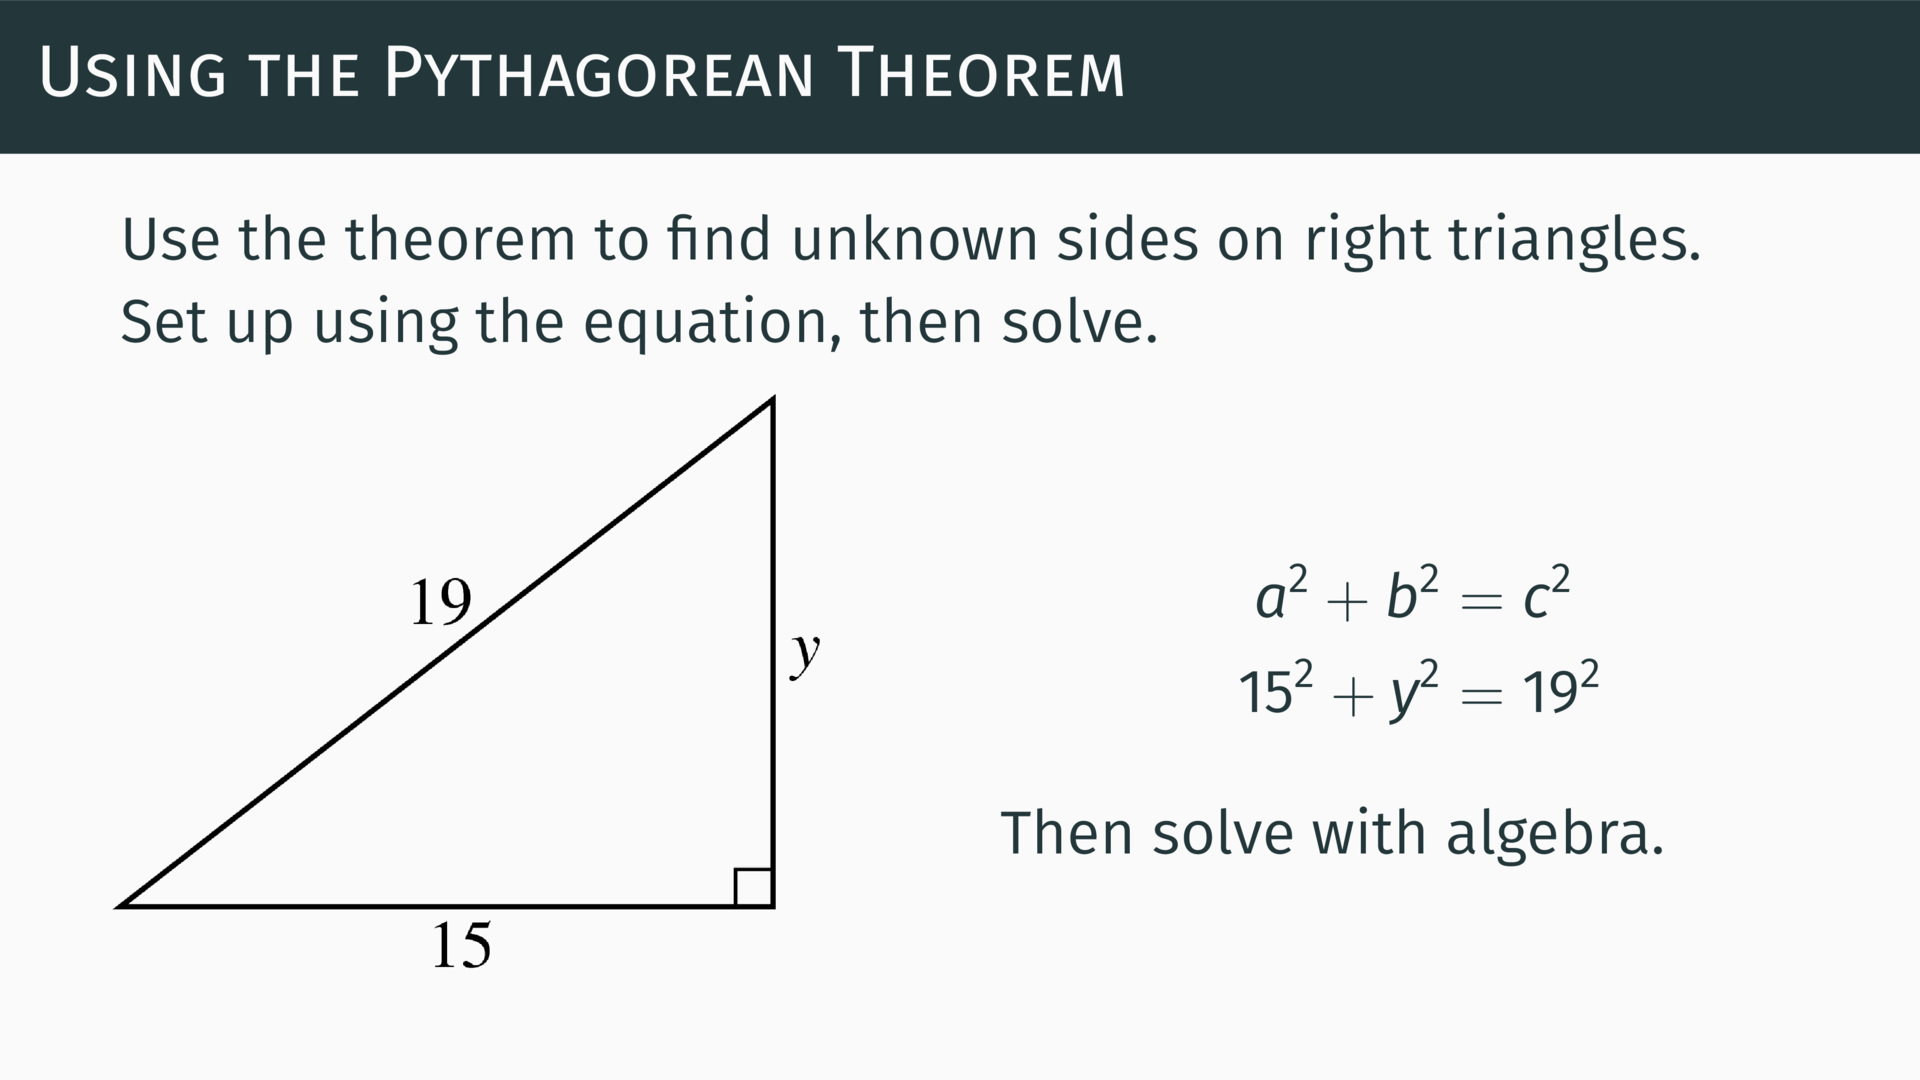 Using the Pythagorean Theorem
Use the theorem to find unknown sides on right triangles.
Set up using the equation, then solve.
19
y
15
a² + b² = c²
15² + y² = 19²
Then solve with algebra.